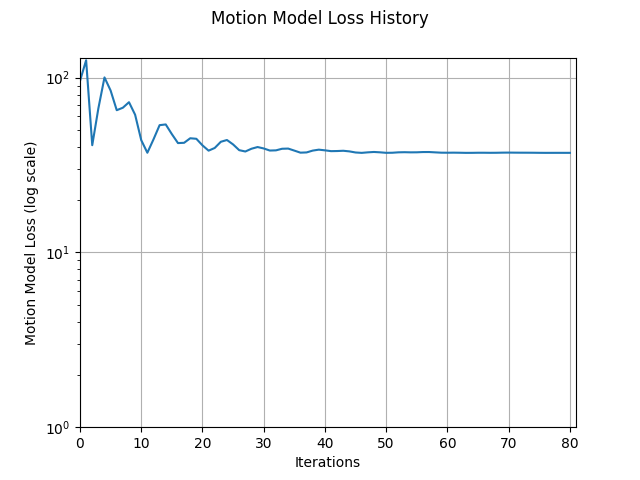 Motion Model Loss History
Motion Model Loss (log scale)
10²
10¹
10⁰
0 10 20 30 40 50 60 70 80
Iterations